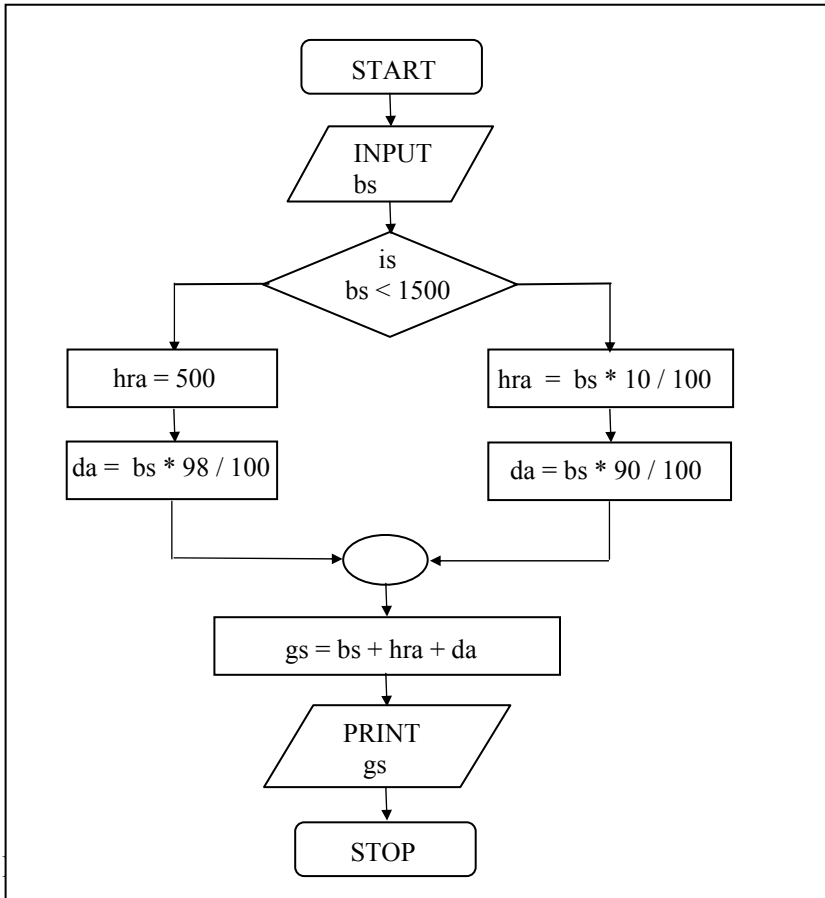 START
INPUT
bs
is
bs < 1500
hra = 500
hra = bs * 10 / 100
da = bs * 98 / 100
da = bs * 90 / 100
gs = bs + hra + da
PRINT
gs
STOP